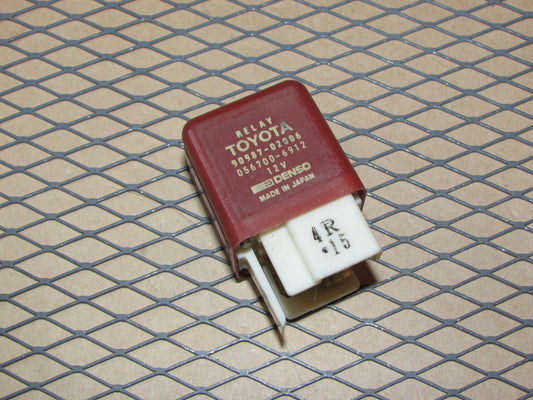 RELAY
TOYOTA
90987-02006
056700-6912
12V
DENSO
MADE IN JAPAN
4R
•15